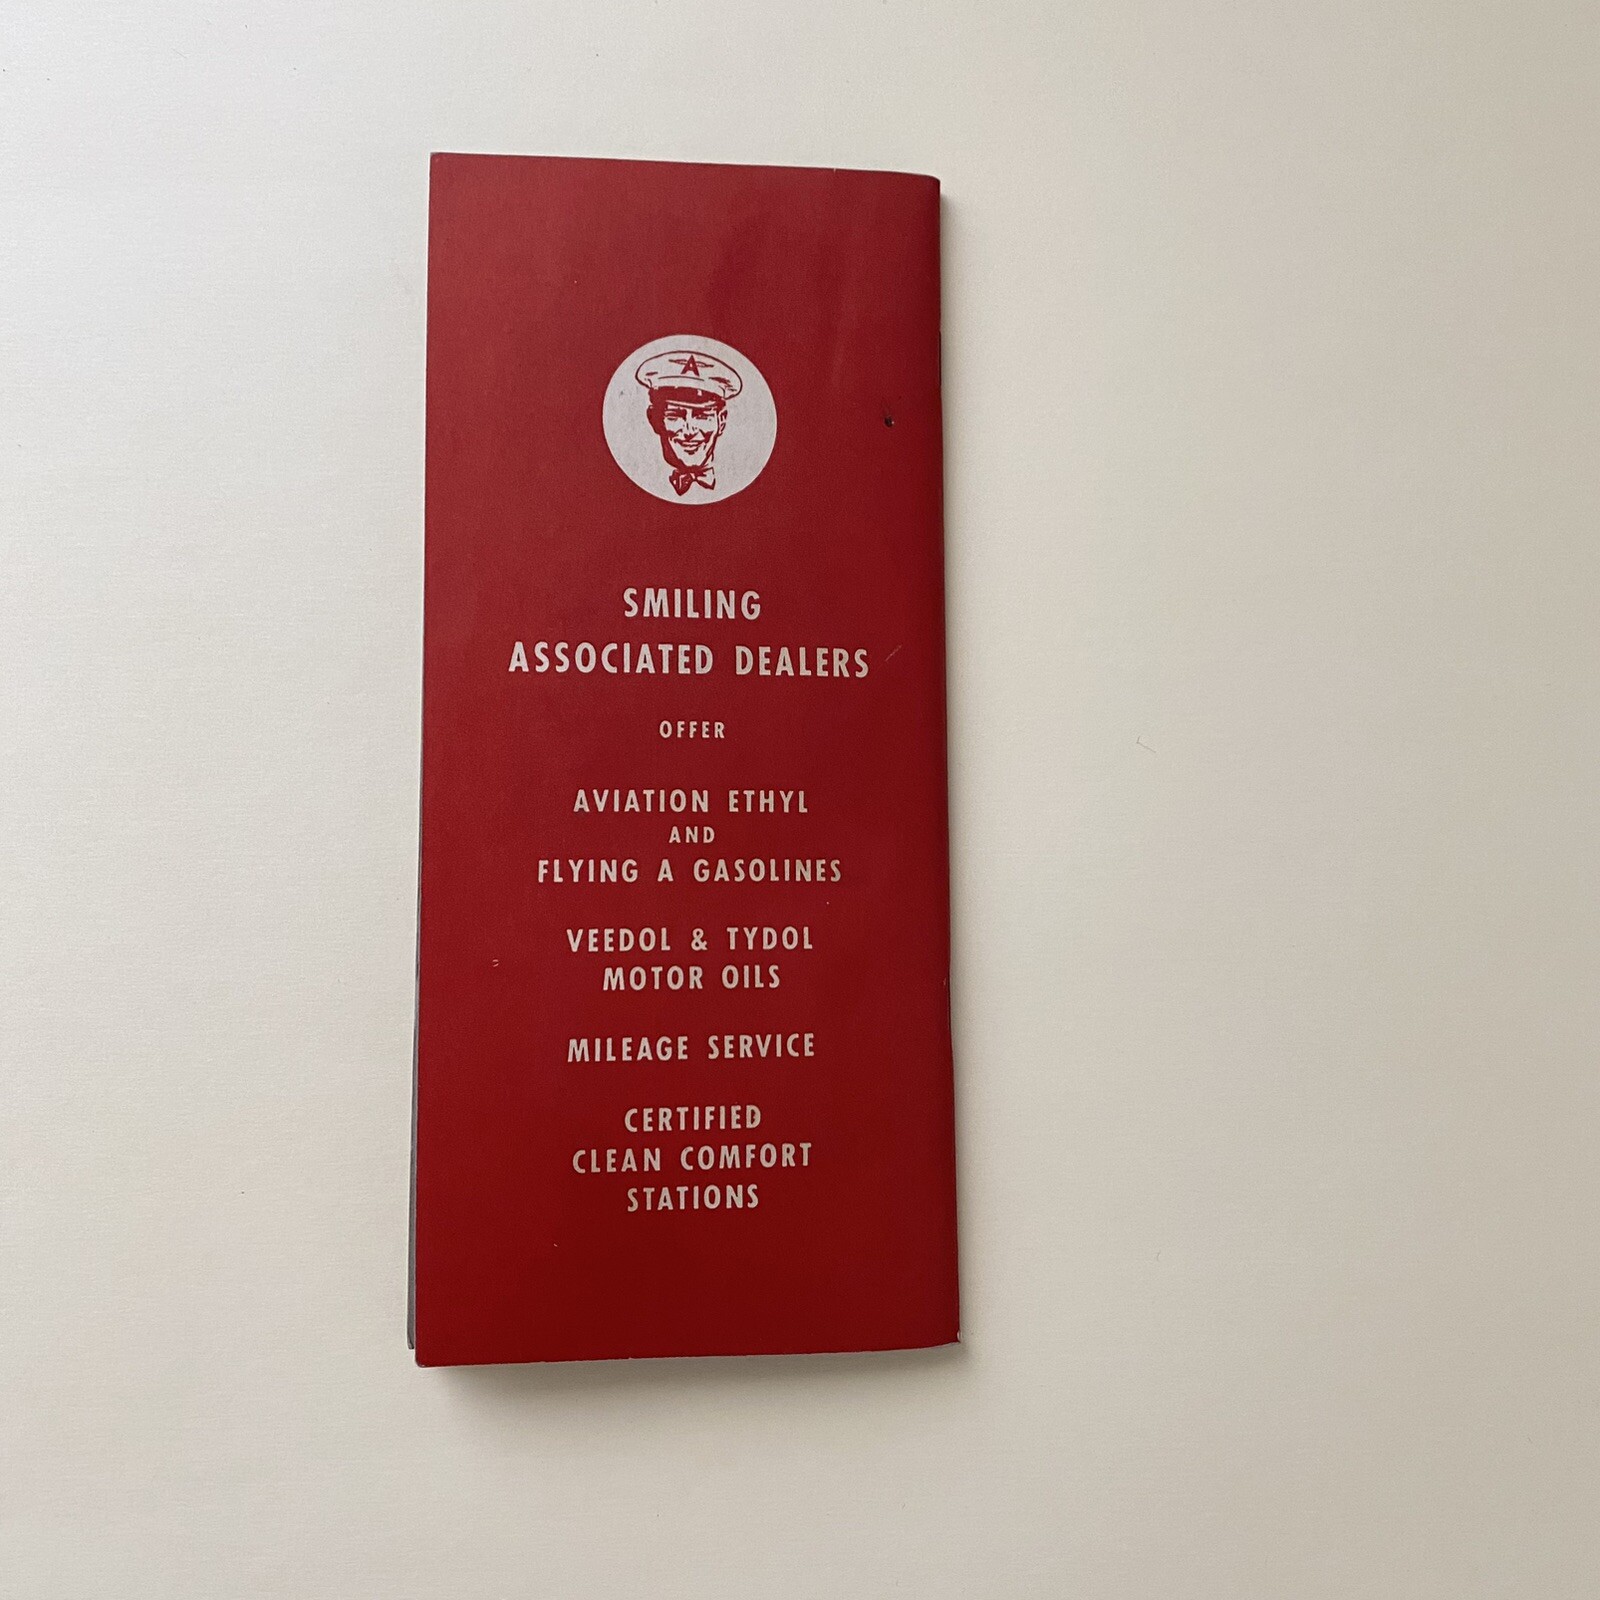 A
SMILING
ASSOCIATED DEALERS
OFFER
AVIATION ETHYL
AND
FLYING A GASOLINES
VEEDOL & TYDOL
MOTOR OILS
MILEAGE SERVICE
CERTIFIED
CLEAN COMFORT
STATIONS